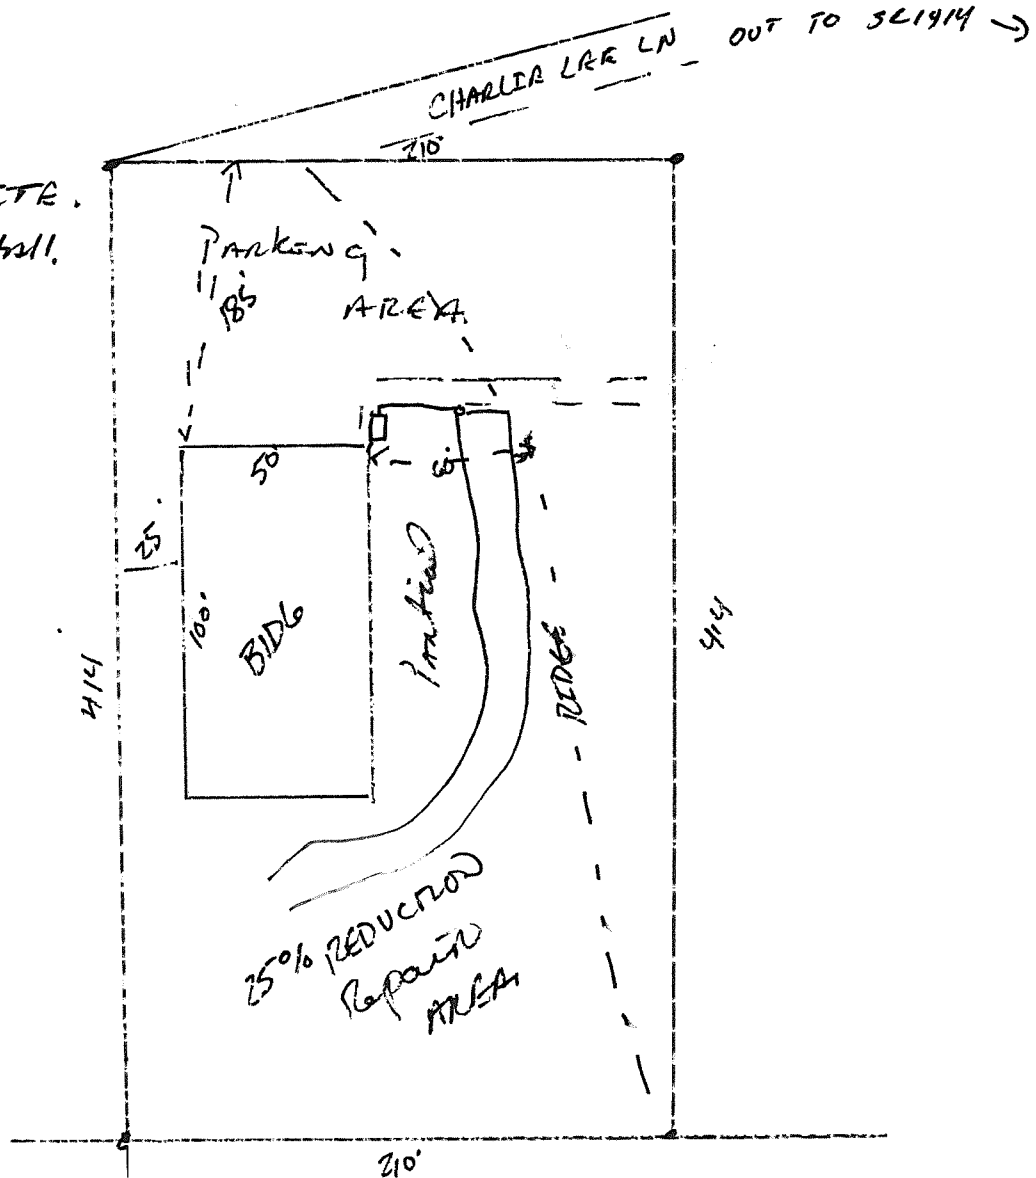 OUT TO
CHARLIE LEE LN
210'
PARKING
AREA
185
50'
60'
25'
100'
BLDG
RIDGE
414
414
25% REDUCTION
Repair
AREA
210'